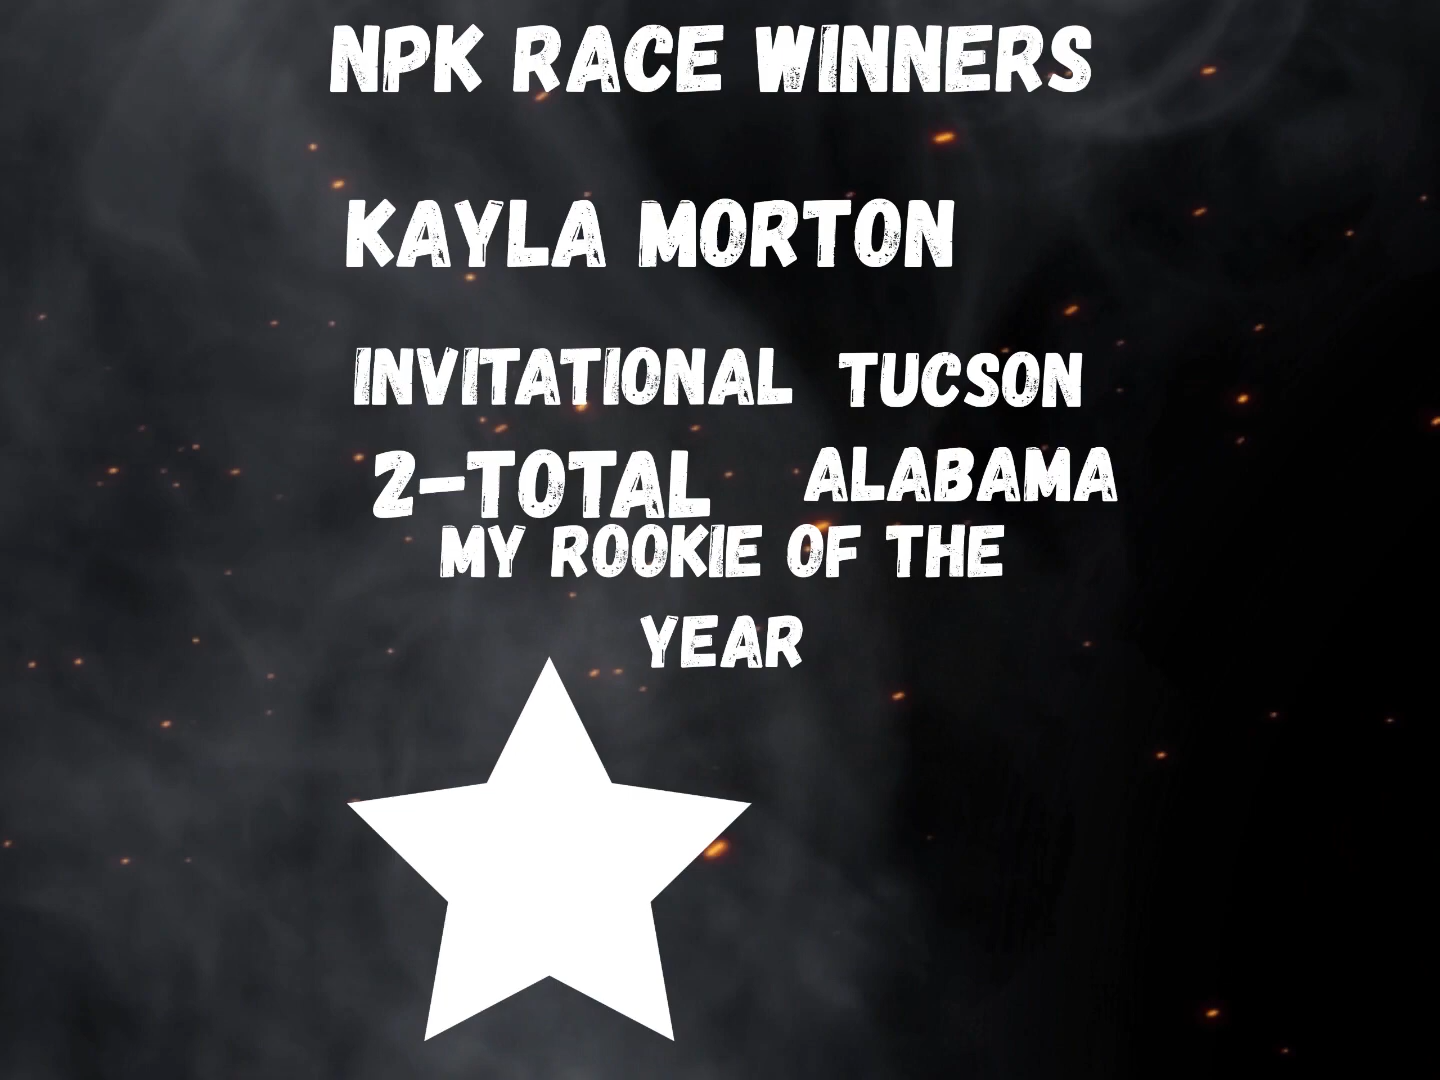 NPK RACE WINNERS
KAYLA MORTON
INVITATIONAL TUCSON
2-TOTAL ALABAMA
MY ROOKIE OF THE
YEAR